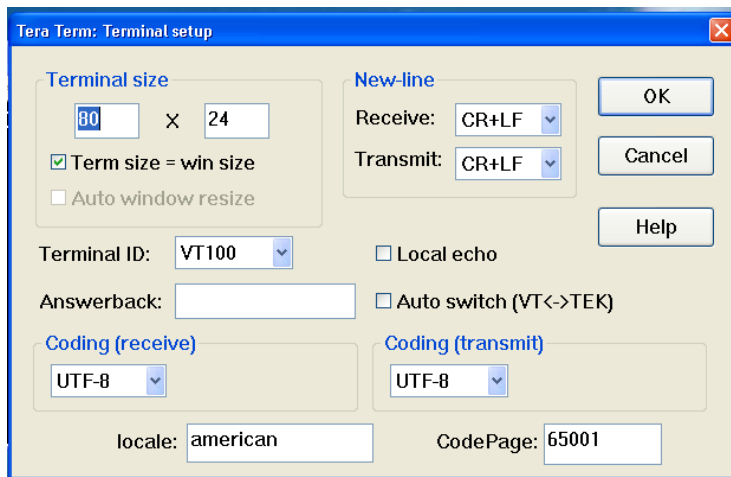 Tera Term: Terminal setup
Terminal size
80 X 24
Term size = win size
Auto window resize
New-line
Receive: CR+LF
Transmit: CR+LF
OK
Cancel
Help
Terminal ID: VT100
Local echo
Answerback:
Auto switch (VT<->TEK)
Coding (receive)
UTF-8
Coding (transmit)
UTF-8
locale: american
CodePage: 65001